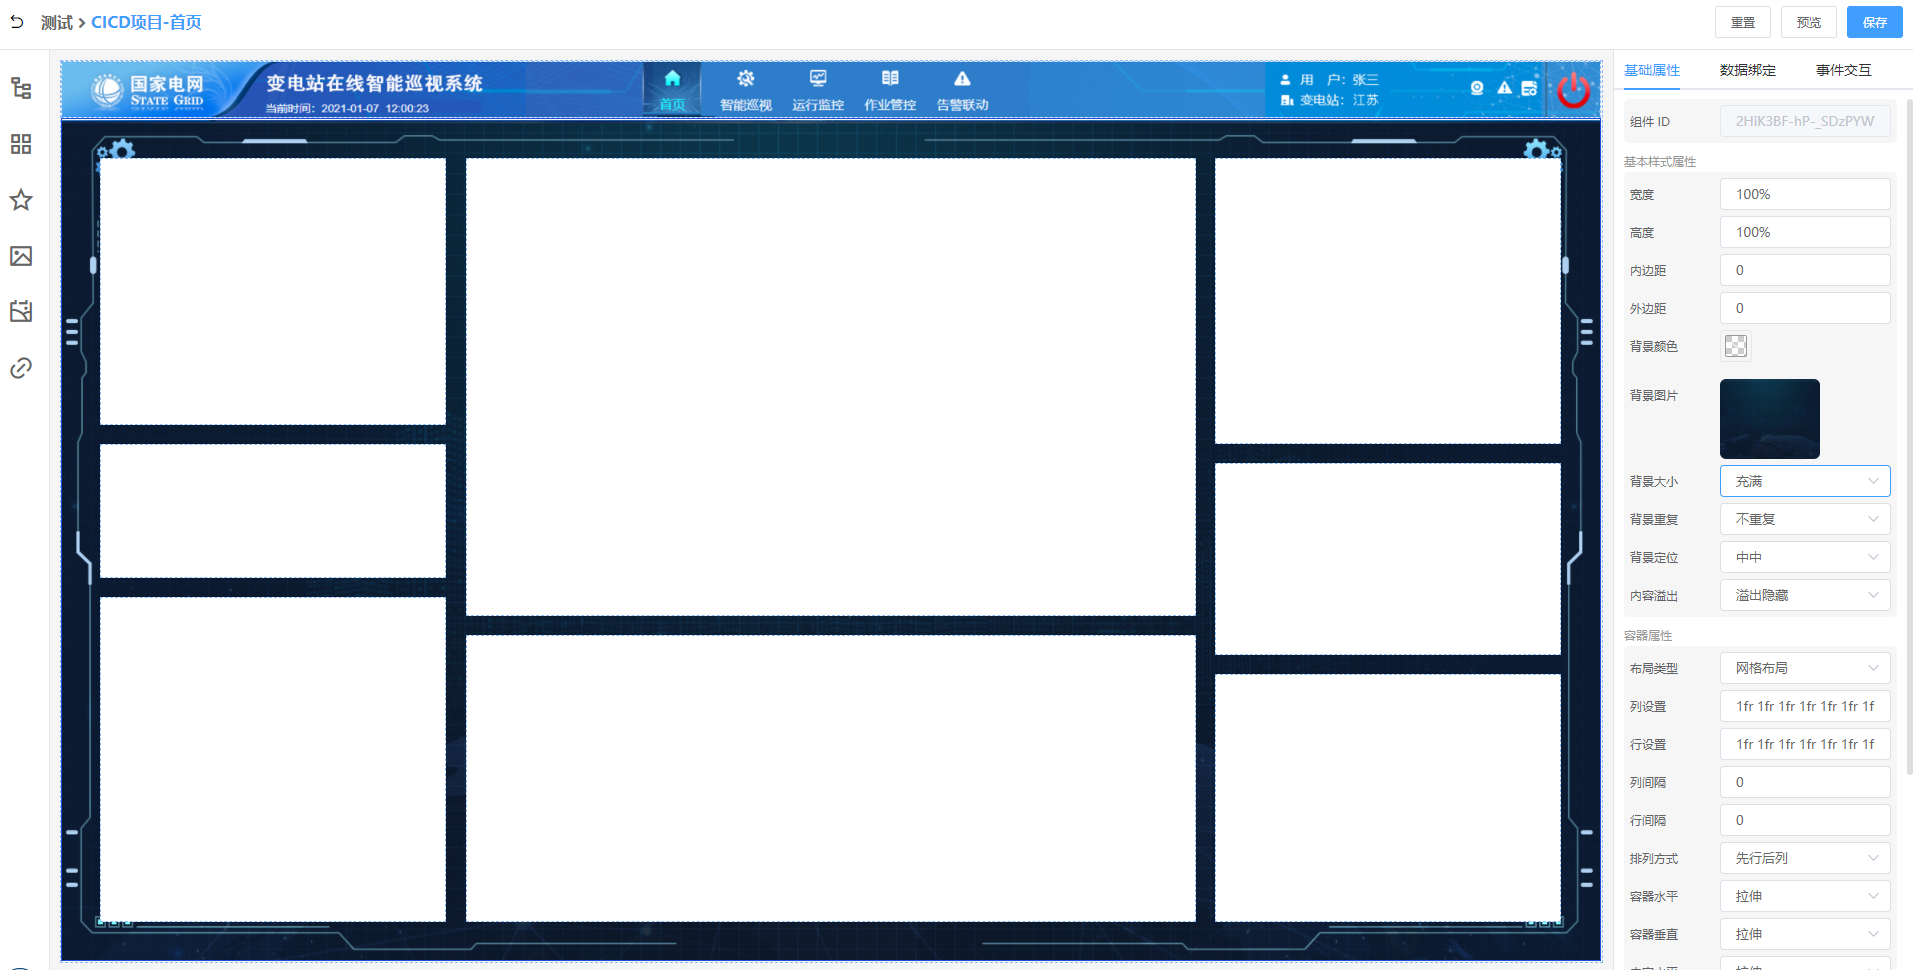 测试 > CICD项目-首页
重置 预览 保存
国家电网
STATE GRID
变电站在线智能巡视系统
当前时间：2021-01-07 12:00:23
首页 智能巡视 运行监控 作业管控 告警联动
用 户：张三
变电站：江苏
基础属性 数据绑定 事件交互
组件 ID 2HiK3BF-hP-_SDzPYW
基本样式属性
宽度 100%
高度 100%
内边距 0
外边距 0
背景颜色
背景图片
背景大小 充满
背景重复 不重复
背景定位 中中
内容溢出 溢出隐藏
容器属性
布局类型 网格布局
列设置 1fr 1fr 1fr 1fr 1fr 1fr 1f
行设置 1fr 1fr 1fr 1fr 1fr 1fr 1f
列间隔 0
行间隔 0
排列方式 先行后列
容器水平 拉伸
容器垂直 拉伸